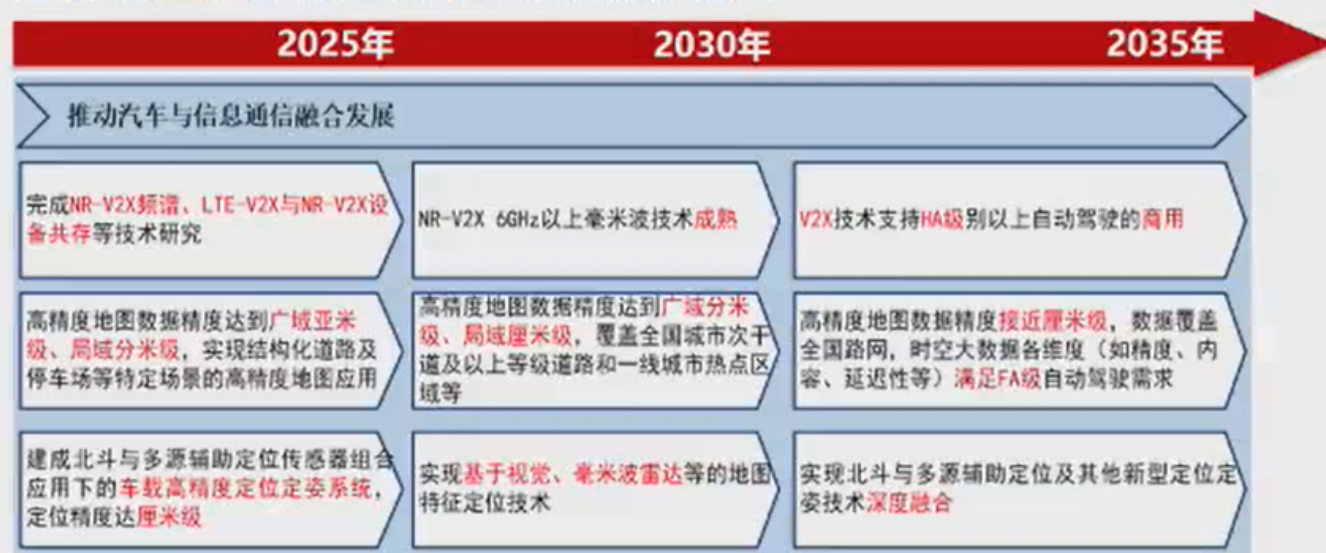 2025年
2030年
2035年
推动汽车与信息通信融合发展
完成NR-V2X频谱、LTE-V2X与NR-V2X设
备共存等技术研究
NR-V2X 6GHz以上毫米波技术成熟
V2X技术支持HA级别以上自动驾驶的商用
高精度地图数据精度达到广域亚米
级、局域分米级，实现结构化道路及
停车场等特定场景的高精度地图应用
高精度地图数据精度达到广域分米
级、局域厘米级，覆盖全国城市次干
道及以上等级道路和一线城市热点区
域等
高精度地图数据精度接近厘米级，数据覆盖
全国路网，时空大数据各维度（如精度、内
容、延迟性等）满足FA级自动驾驶需求
建成北斗与多源辅助定位传感器组合
应用下的车载高精度定位定姿系统，
定位精度达厘米级
实现基于视觉、毫米波雷达等的地图
特征定位技术
实现北斗与多源辅助定位及其他新型定位定
姿技术深度融合